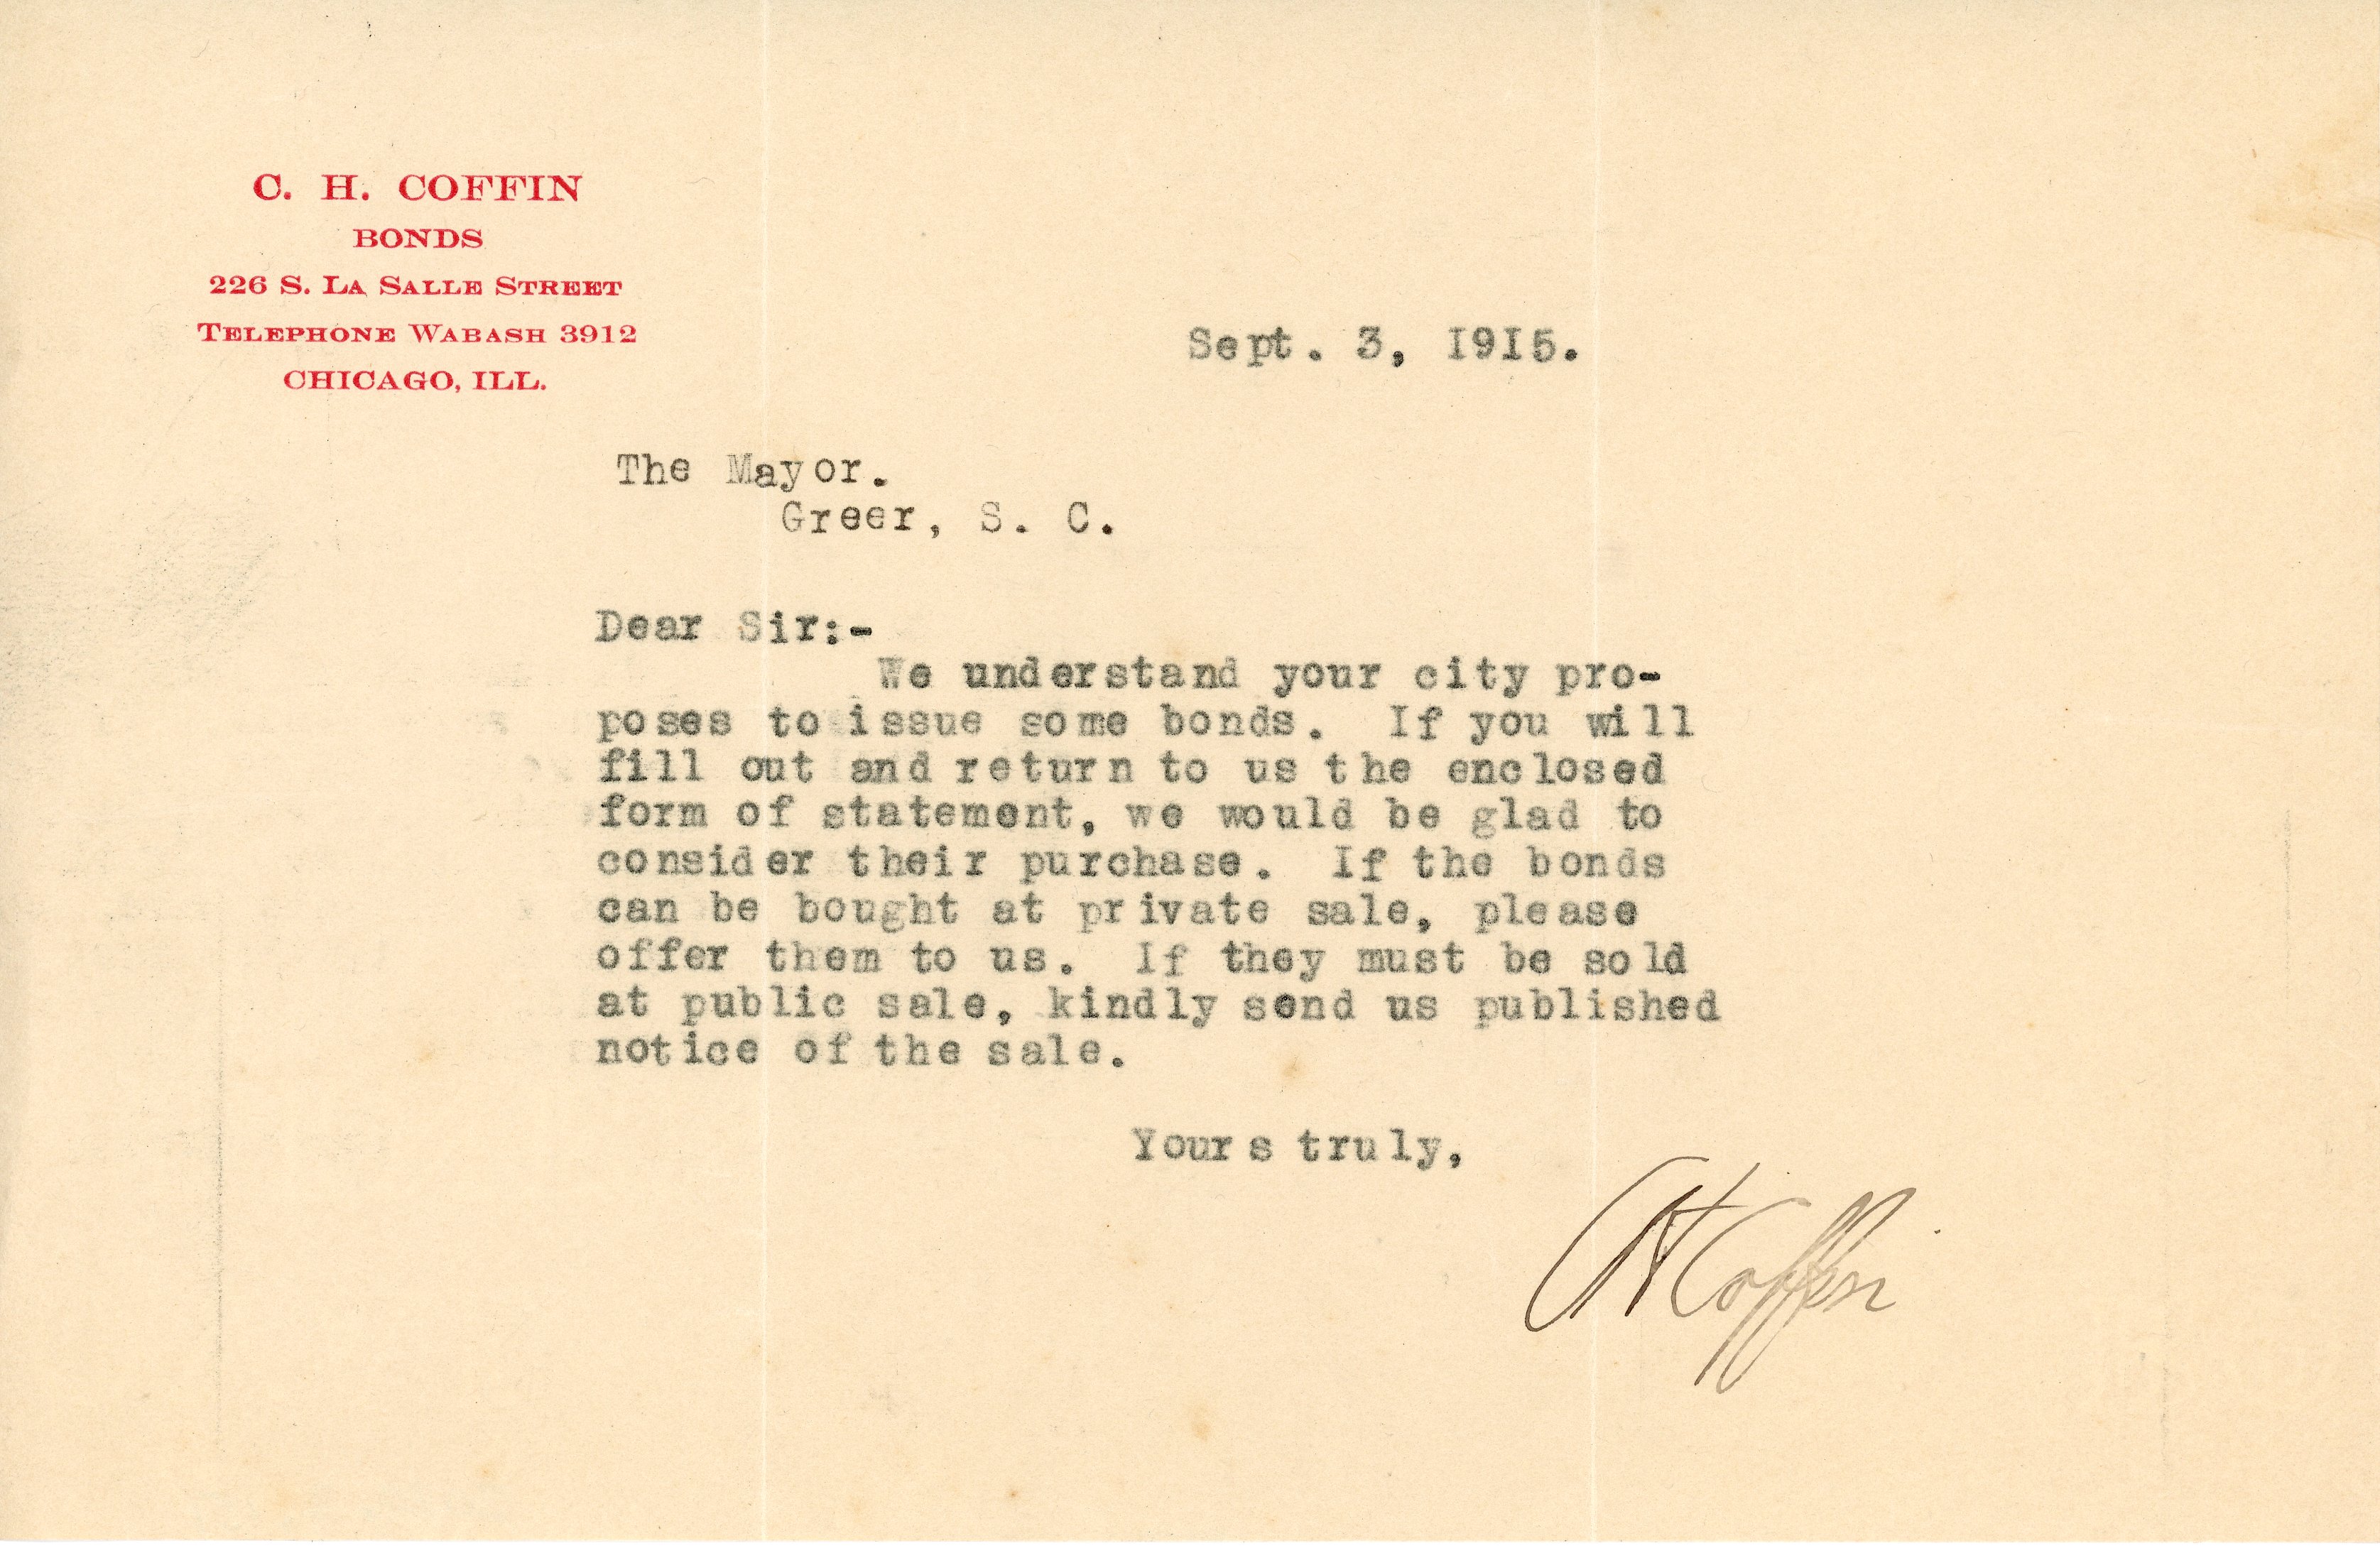 C. H. COFFIN
BONDS
226 S. La Salle Street
Telephone Wabash 3912
CHICAGO, ILL.
Sept. 3, 1915.
The Mayor.
Greer, S. C.
Dear Sir:-
We understand your city pro-
poses to issue some bonds. If you will
fill out and return to us the enclosed
form of statement, we would be glad to
consider their purchase. If the bonds
can be bought at private sale, please
offer them to us. If they must be sold
at public sale, kindly send us published
notice of the sale.
Yours truly,
CH Coffin